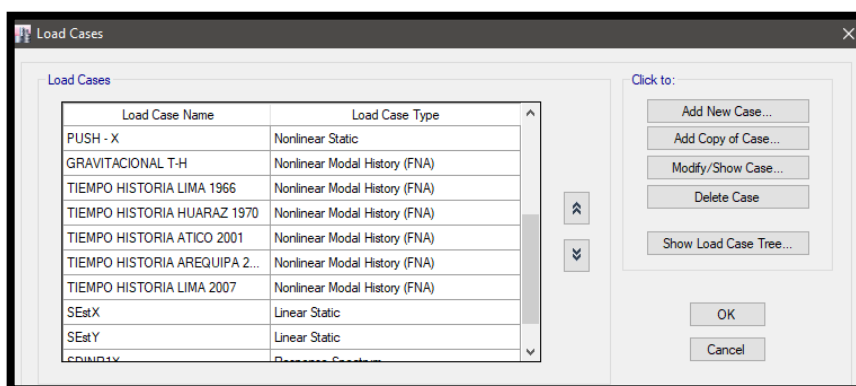 Load Cases
Load Cases
Click to:
Load Case Name Load Case Type
PUSH - X Nonlinear Static
GRAVITACIONAL T-H Nonlinear Modal History (FNA)
TIEMPO HISTORIA LIMA 1966 Nonlinear Modal History (FNA)
TIEMPO HISTORIA HUARAZ 1970 Nonlinear Modal History (FNA)
TIEMPO HISTORIA ATICO 2001 Nonlinear Modal History (FNA)
TIEMPO HISTORIA AREQUIPA 2... Nonlinear Modal History (FNA)
TIEMPO HISTORIA LIMA 2007 Nonlinear Modal History (FNA)
SEstX Linear Static
SEstY Linear Static
Response Spectrum
Add New Case...
Add Copy of Case...
Modify/Show Case...
Delete Case
Show Load Case Tree...
OK
Cancel